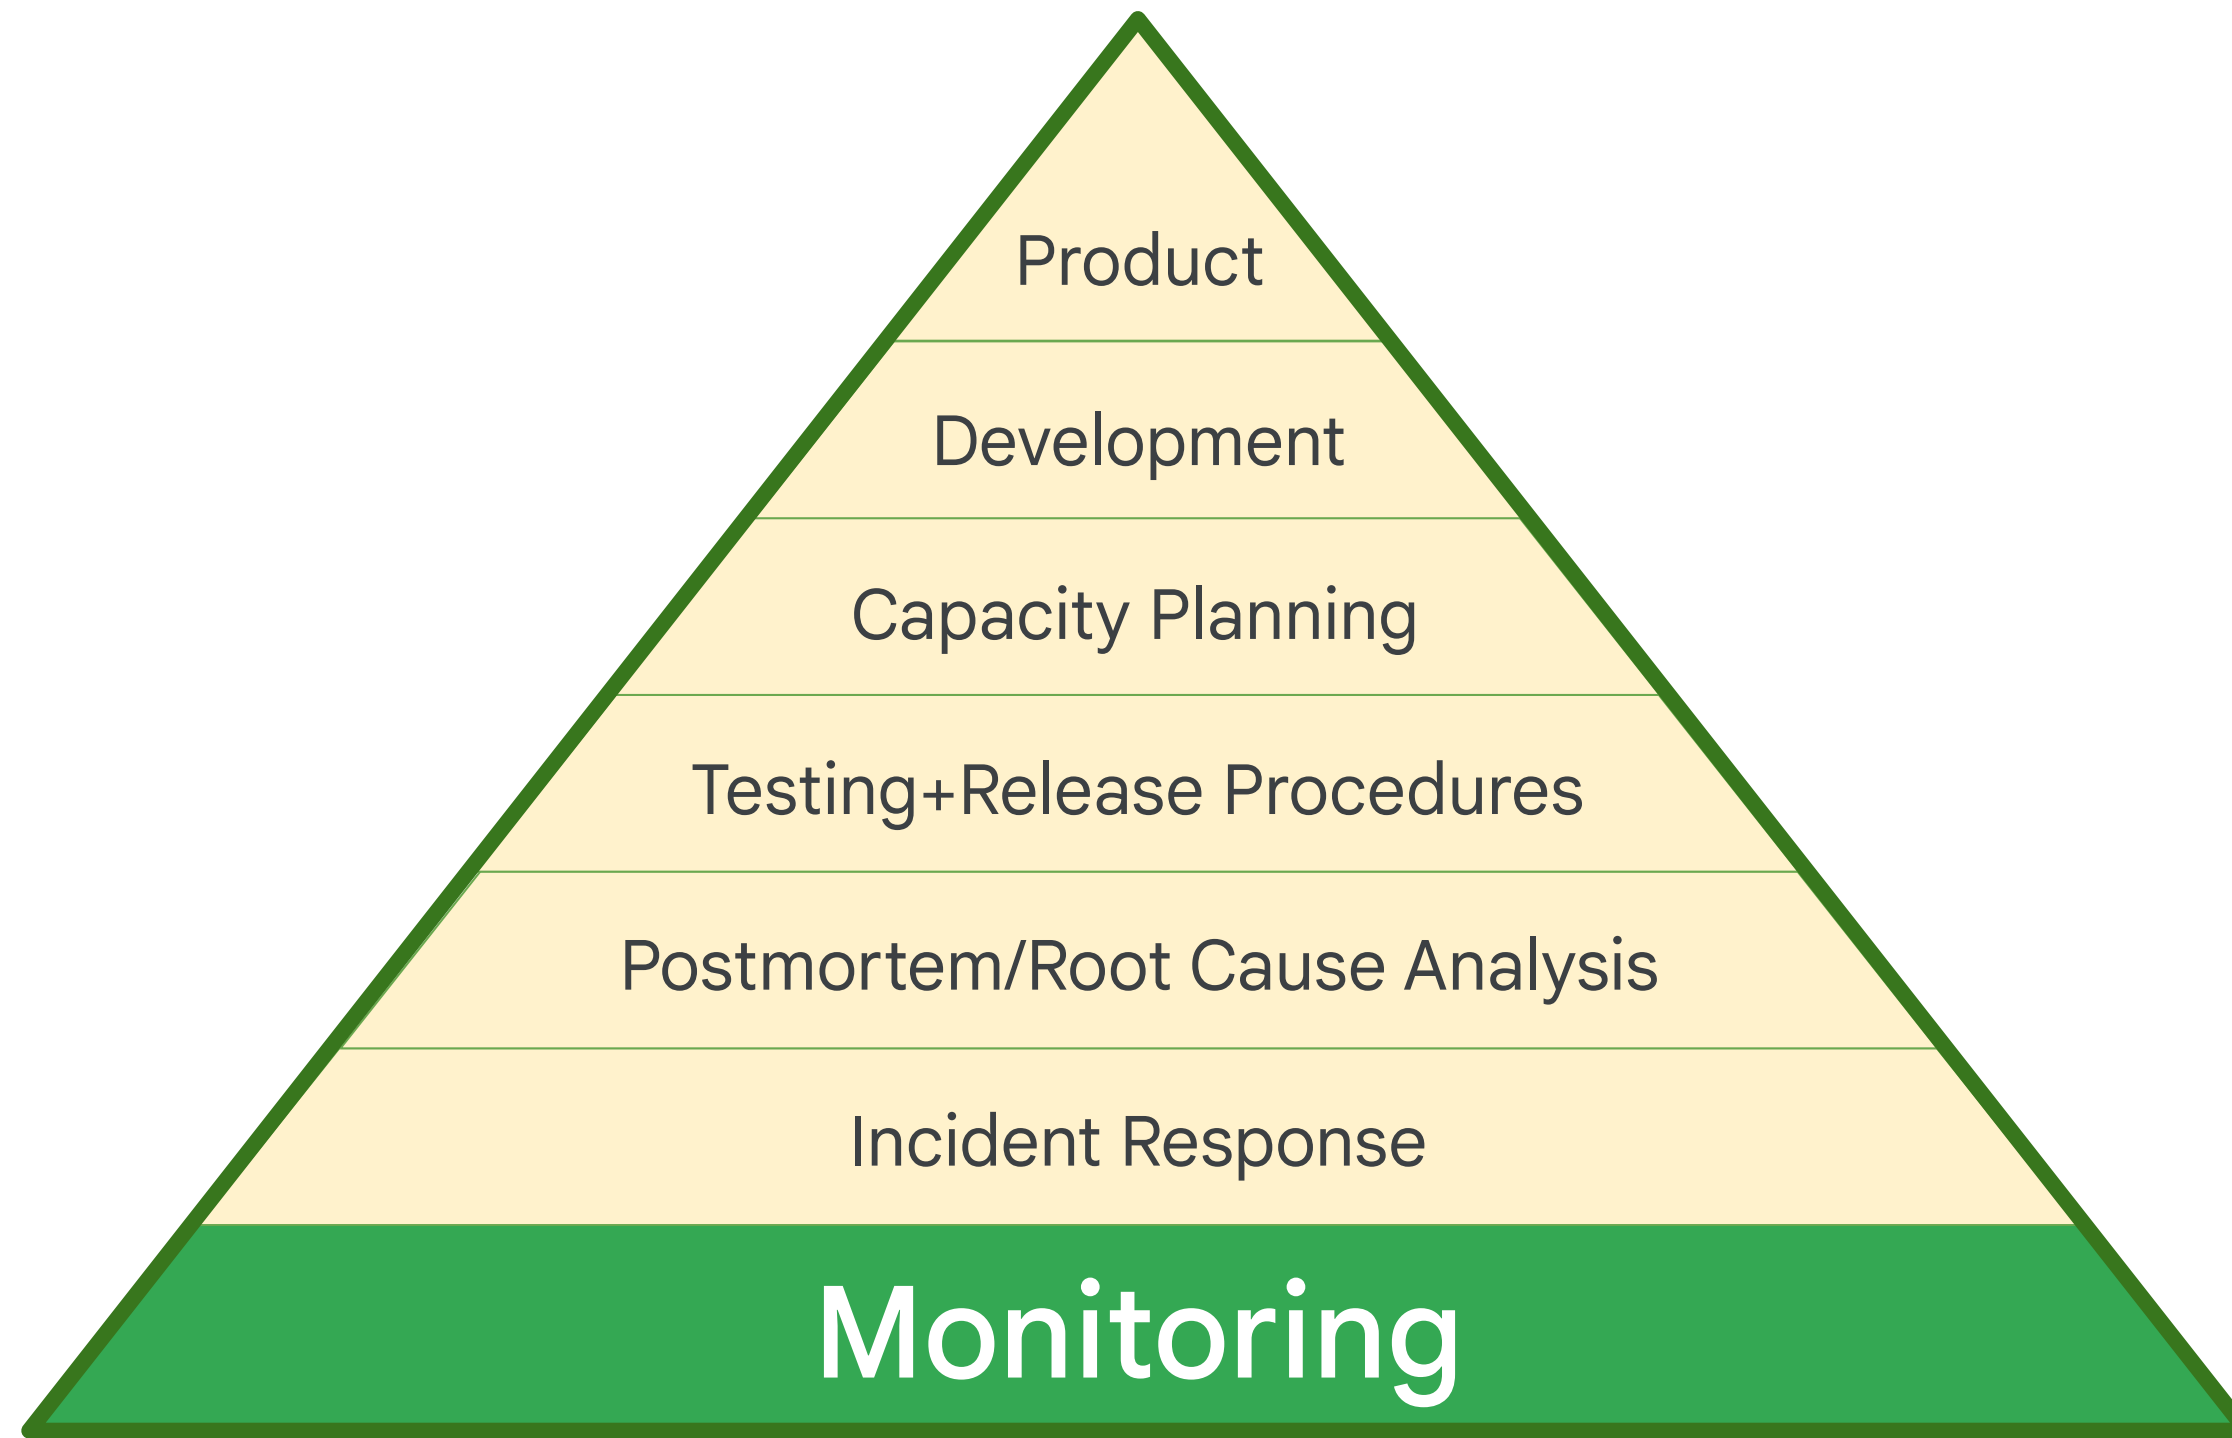 Product
Development
Capacity Planning
Testing+Release Procedures
Postmortem/Root Cause Analysis
Incident Response
Monitoring